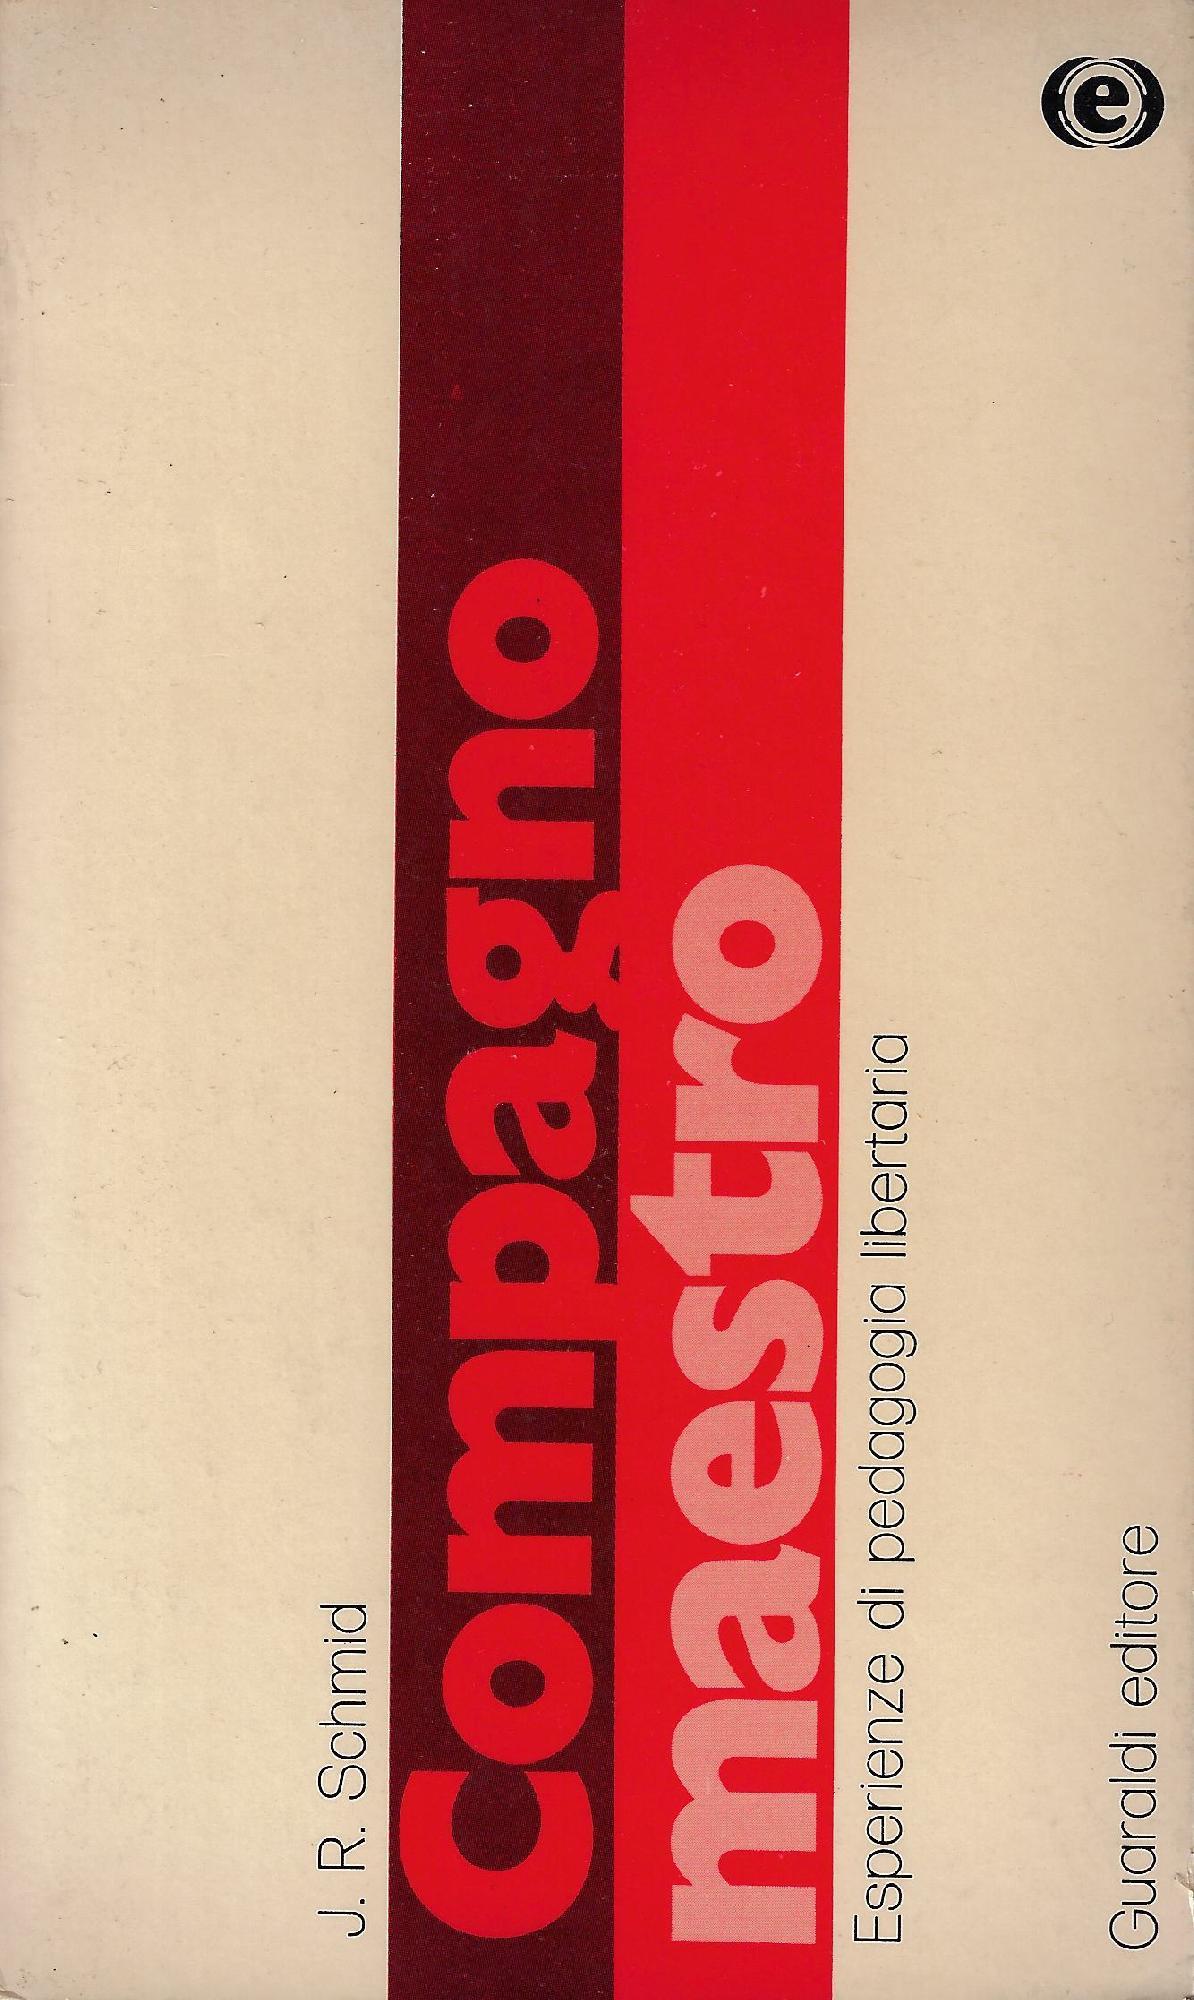 J. R. Schmid
Compagno
maestro
Esperienze di pedagogia libertaria
Guaraldi editore
e